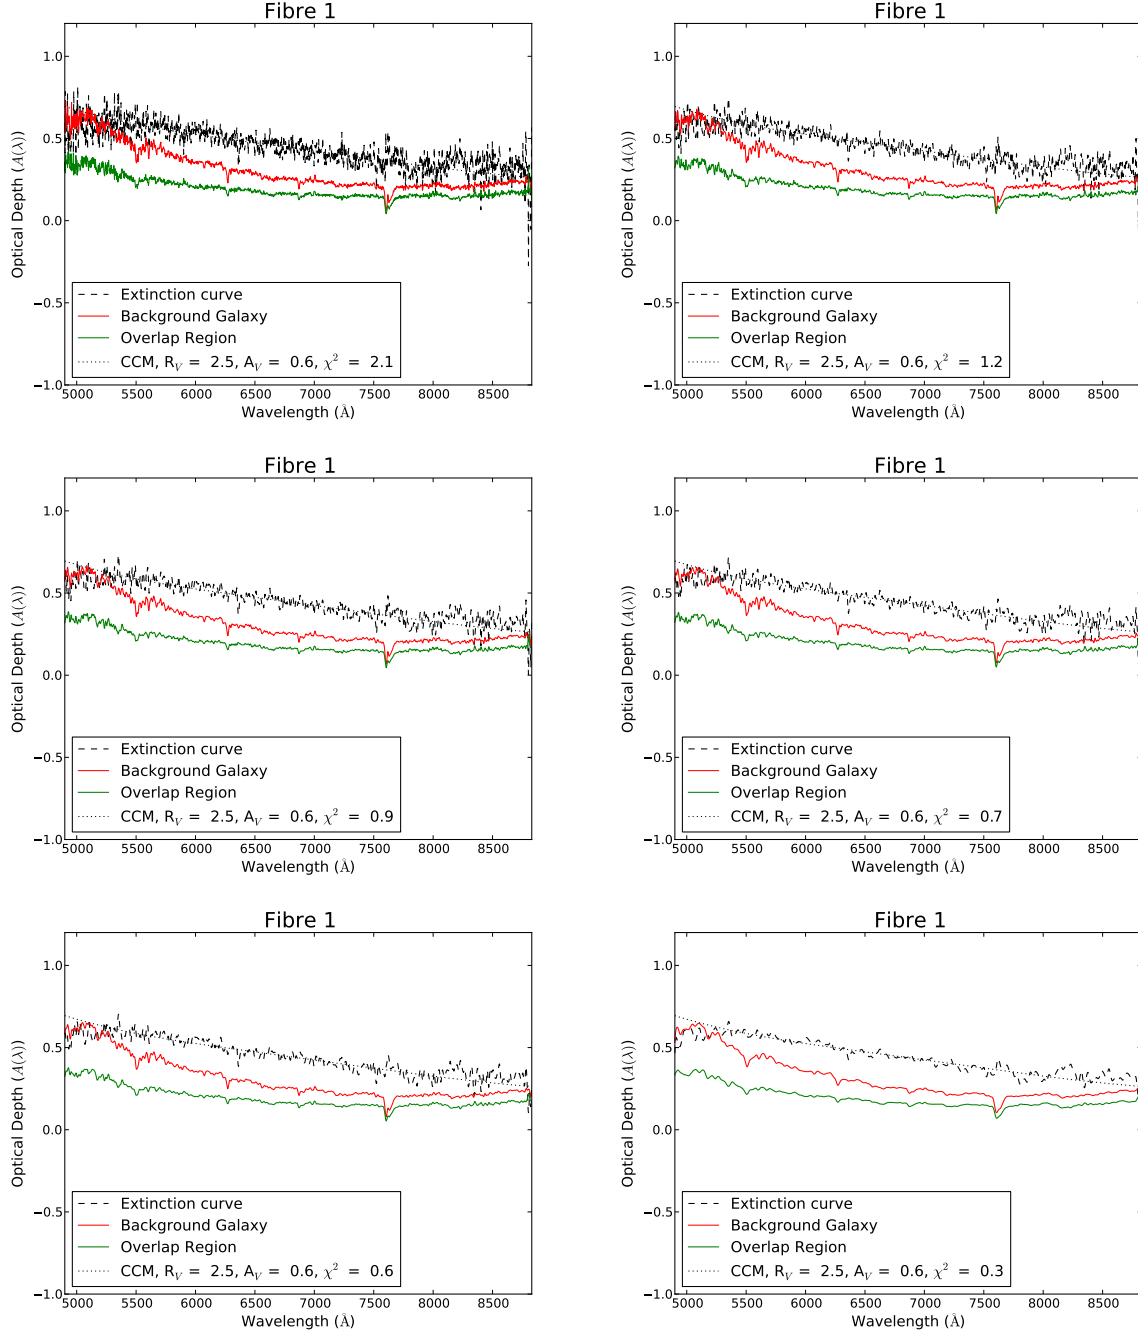 Fibre 1
Optical Depth (A(λ))
1.0
0.5
0.0
−0.5
−1.0
Extinction curve
Background Galaxy
Overlap Region
CCM, R_V = 2.5, A_V = 0.6, χ² = 2.1
5000 5500 6000 6500 7000 7500 8000 8500
Wavelength (Å)
Fibre 1
Optical Depth (A(λ))
1.0
0.5
0.0
−0.5
−1.0
Extinction curve
Background Galaxy
Overlap Region
CCM, R_V = 2.5, A_V = 0.6, χ² = 1.2
5000 5500 6000 6500 7000 7500 8000 8500
Wavelength (Å)
Fibre 1
Optical Depth (A(λ))
1.0
0.5
0.0
−0.5
−1.0
Extinction curve
Background Galaxy
Overlap Region
CCM, R_V = 2.5, A_V = 0.6, χ² = 0.9
5000 5500 6000 6500 7000 7500 8000 8500
Wavelength (Å)
Fibre 1
Optical Depth (A(λ))
1.0
0.5
0.0
−0.5
−1.0
Extinction curve
Background Galaxy
Overlap Region
CCM, R_V = 2.5, A_V = 0.6, χ² = 0.7
5000 5500 6000 6500 7000 7500 8000 8500
Wavelength (Å)
Fibre 1
Optical Depth (A(λ))
1.0
0.5
0.0
−0.5
−1.0
Extinction curve
Background Galaxy
Overlap Region
CCM, R_V = 2.5, A_V = 0.6, χ² = 0.6
5000 5500 6000 6500 7000 7500 8000 8500
Wavelength (Å)
Fibre 1
Optical Depth (A(λ))
1.0
0.5
0.0
−0.5
−1.0
Extinction curve
Background Galaxy
Overlap Region
CCM, R_V = 2.5, A_V = 0.6, χ² = 0.3
5000 5500 6000 6500 7000 7500 8000 8500
Wavelength (Å)